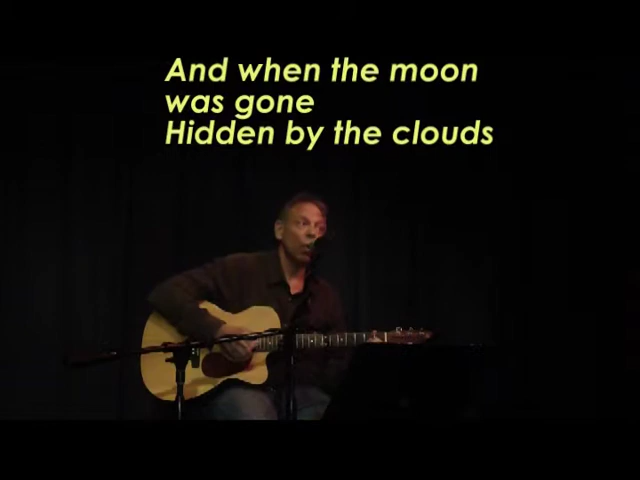 And when the moon
was gone
Hidden by the clouds